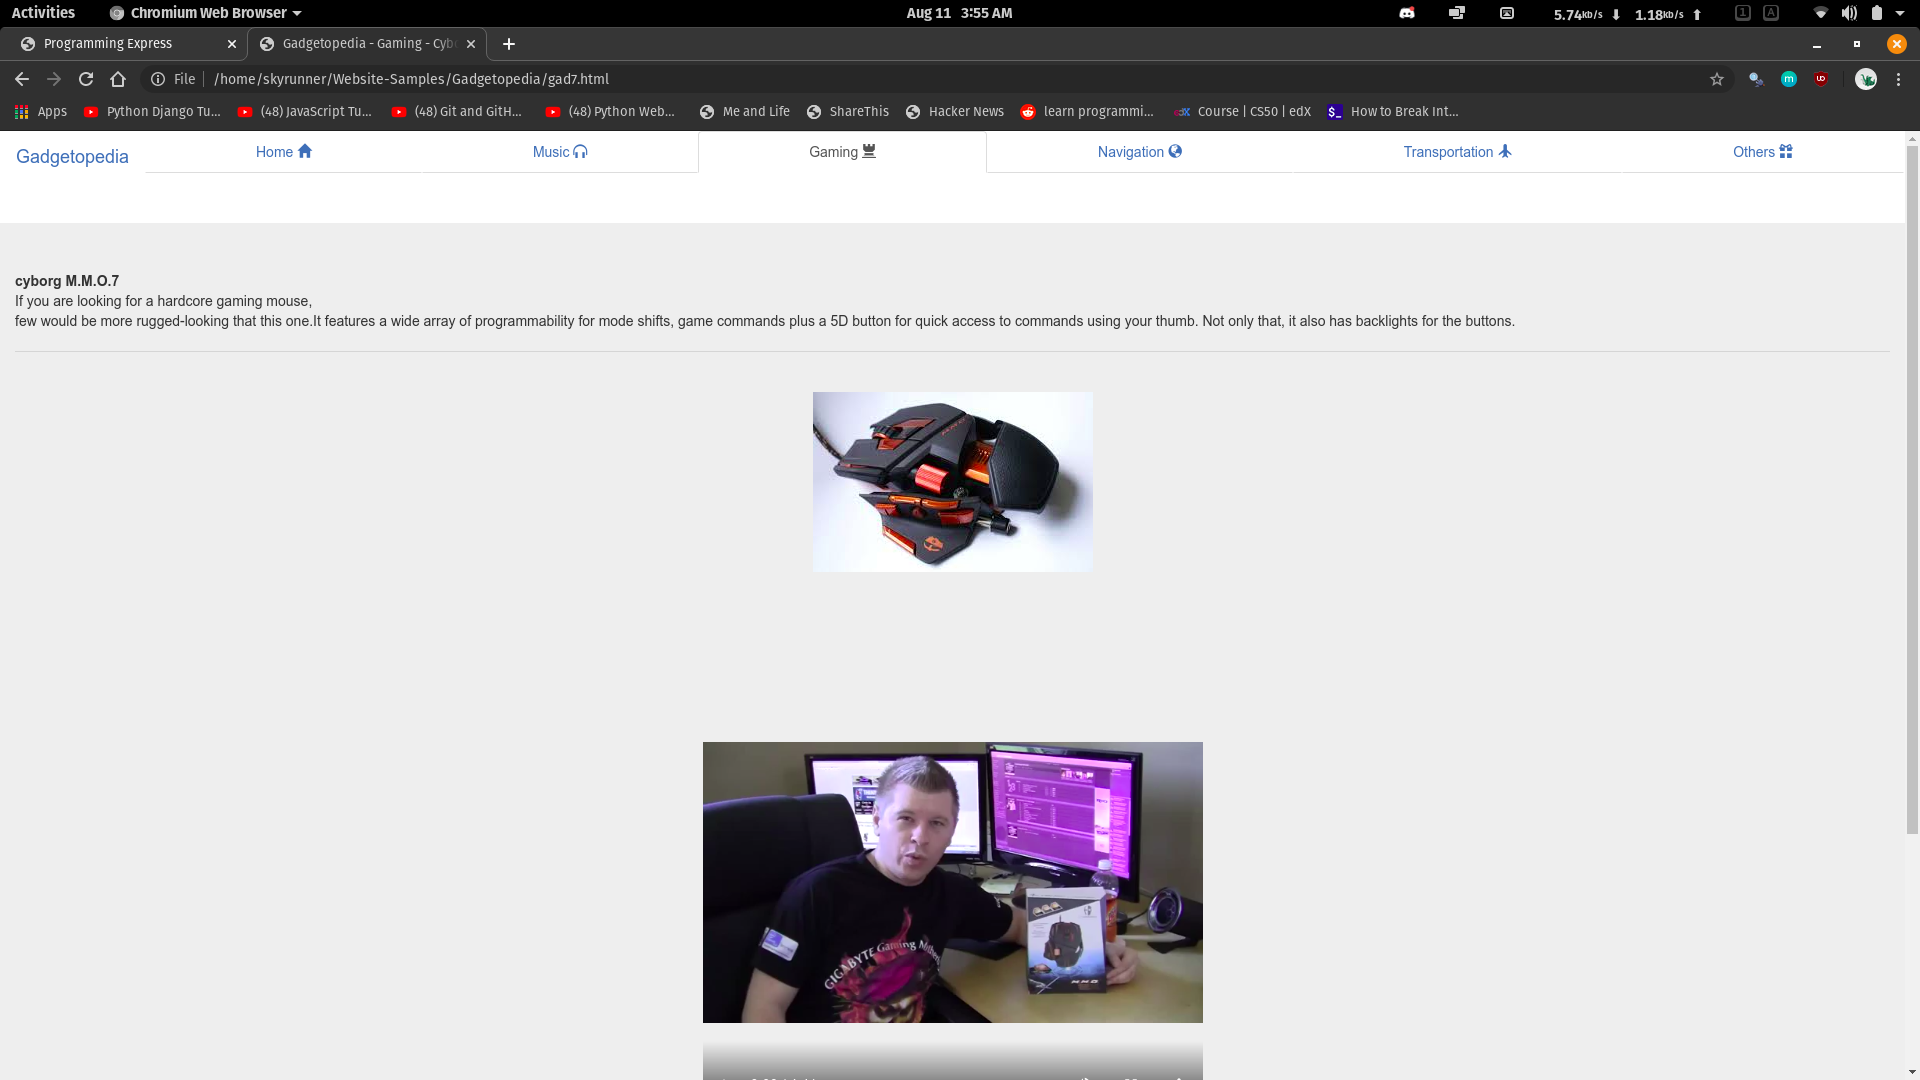 Activities Chromium Web Browser Aug 11 3:55 AM 5.74kb/s 1.18kb/s 1 A
Programming Express Gadgetopedia - Gaming - Cyb
File /home/skyrunner/Website-Samples/Gadgetopedia/gad7.html
Apps Python Django Tu... (48) JavaScript Tu... (48) Git and GitH... (48) Python Web... Me and Life ShareThis Hacker News learn programmi... Course | CS50 | edX How to Break Int...
Gadgetopedia Home Music Gaming Navigation Transportation Others
cyborg M.M.O.7
If you are looking for a hardcore gaming mouse,
few would be more rugged-looking that this one.It features a wide array of programmability for mode shifts, game commands plus a 5D button for quick access to commands using your thumb. Not only that, it also has backlights for the buttons.
GIGABYTE Gaming
MMO